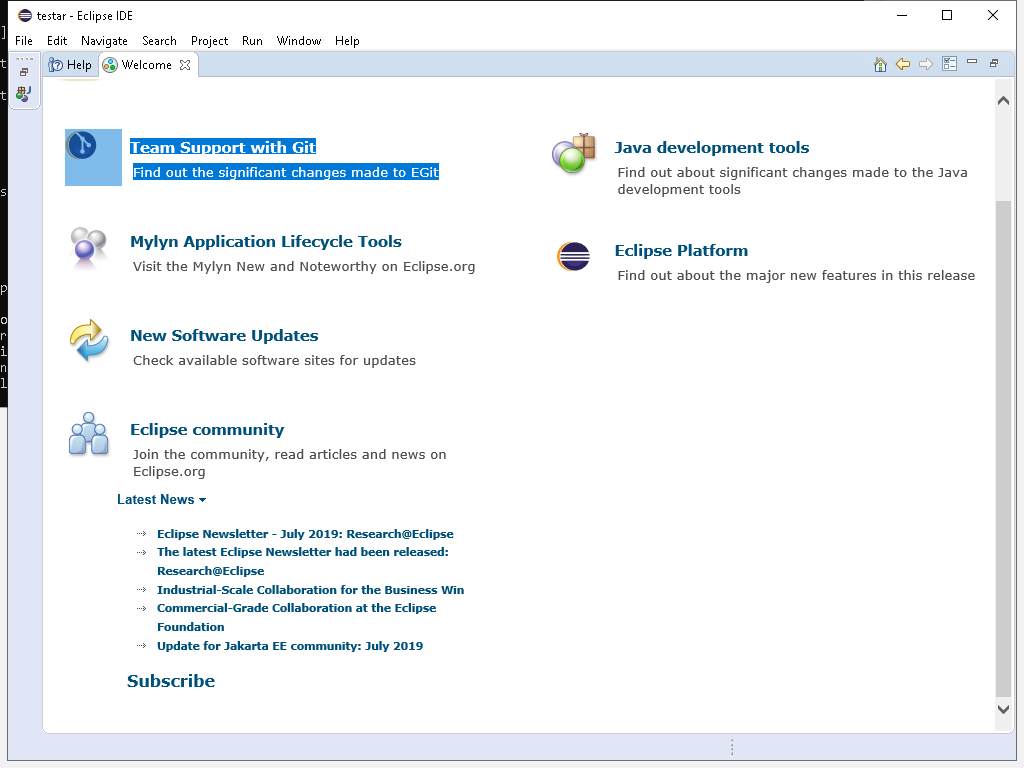 testar - Eclipse IDE
File Edit Navigate Search Project Run Window Help
Help Welcome
Team Support with Git
Find out the significant changes made to EGit
Java development tools
Find out about significant changes made to the Java
development tools
Mylyn Application Lifecycle Tools
Visit the Mylyn New and Noteworthy on Eclipse.org
Eclipse Platform
Find out about the major new features in this release
New Software Updates
Check available software sites for updates
Eclipse community
Join the community, read articles and news on
Eclipse.org
Latest News
Eclipse Newsletter - July 2019: Research@Eclipse
The latest Eclipse Newsletter had been released:
Research@Eclipse
Industrial-Scale Collaboration for the Business Win
Commercial-Grade Collaboration at the Eclipse
Foundation
Update for Jakarta EE community: July 2019
Subscribe